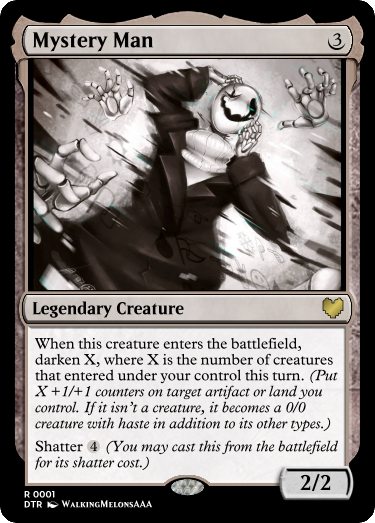 Mystery Man 3
Legendary Creature
When this creature enters the battlefield,
darken X, where X is the number of creatures
that entered under your control this turn. (Put
X +1/+1 counters on target artifact or land you
control. If it isn't a creature, it becomes a 0/0
creature with haste in addition to its other types.)
Shatter 4 (You may cast this from the battlefield
for its shatter cost.)
2/2
R 0001
DTR WalkingMelonsAAA